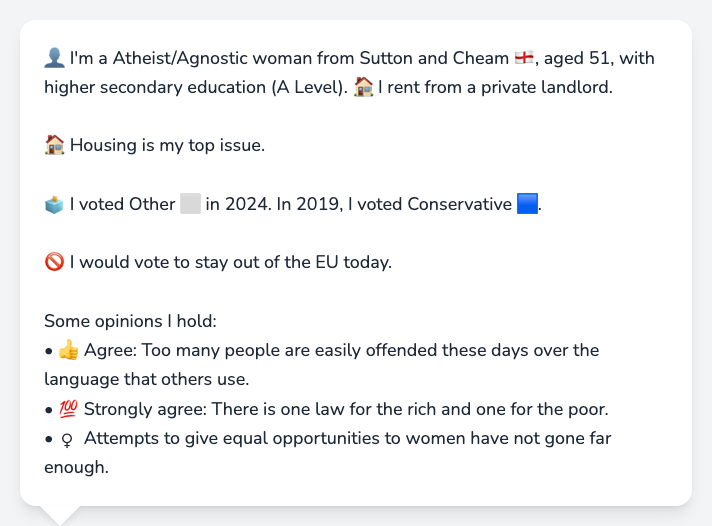 👤 I'm a Atheist/Agnostic woman from Sutton and Cheam 🏴󠁧󠁢󠁥󠁮󠁧󠁿, aged 51, with
higher secondary education (A Level). 🏠 I rent from a private landlord.
🏠 Housing is my top issue.
🗳️ I voted Other ⬜ in 2024. In 2019, I voted Conservative 🟦.
🚫 I would vote to stay out of the EU today.
Some opinions I hold:
• 👍 Agree: Too many people are easily offended these days over the
language that others use.
• 💯 Strongly agree: There is one law for the rich and one for the poor.
• ♀ Attempts to give equal opportunities to women have not gone far
enough.